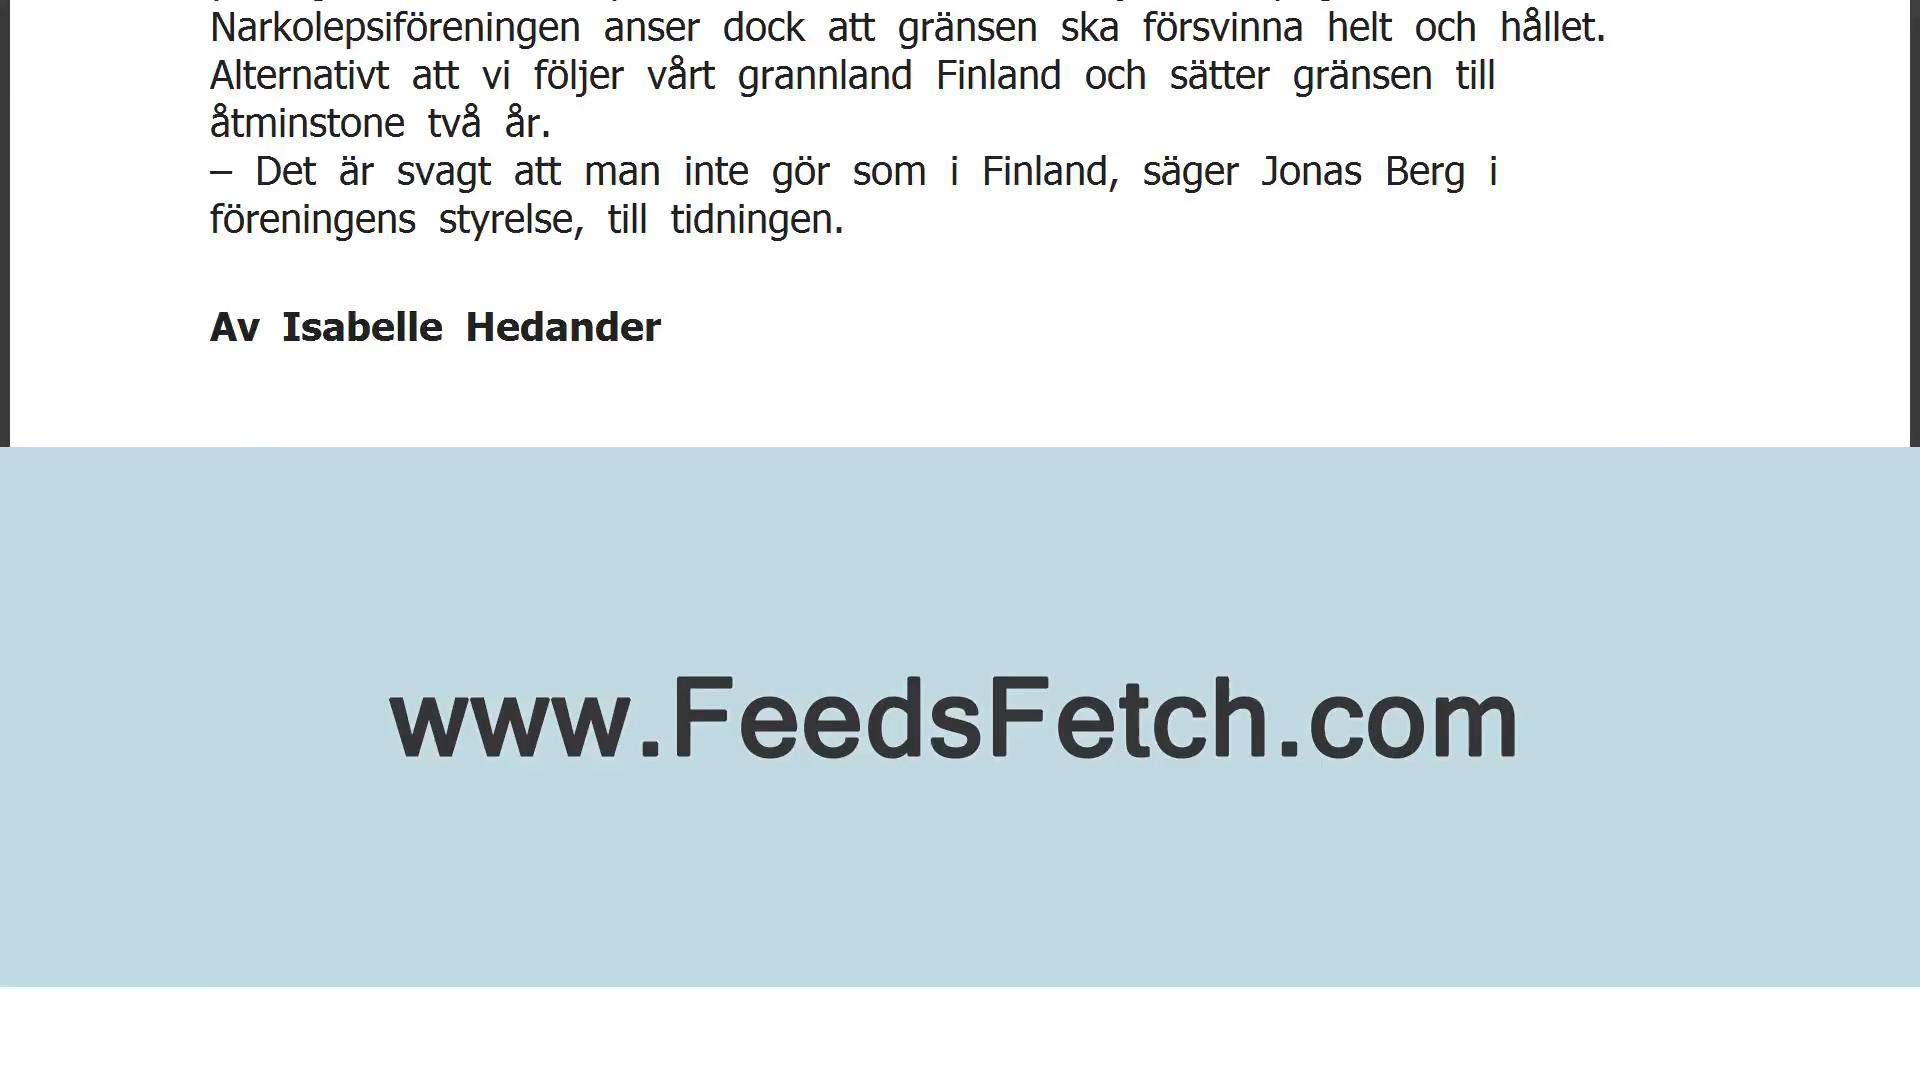 Narkolepsiföreningen anser dock att gränsen ska försvinna helt och hållet.
Alternativt att vi följer vårt grannland Finland och sätter gränsen till
åtminstone två år.
– Det är svagt att man inte gör som i Finland, säger Jonas Berg i
föreningens styrelse, till tidningen.
Av Isabelle Hedander
www.FeedsFetch.com